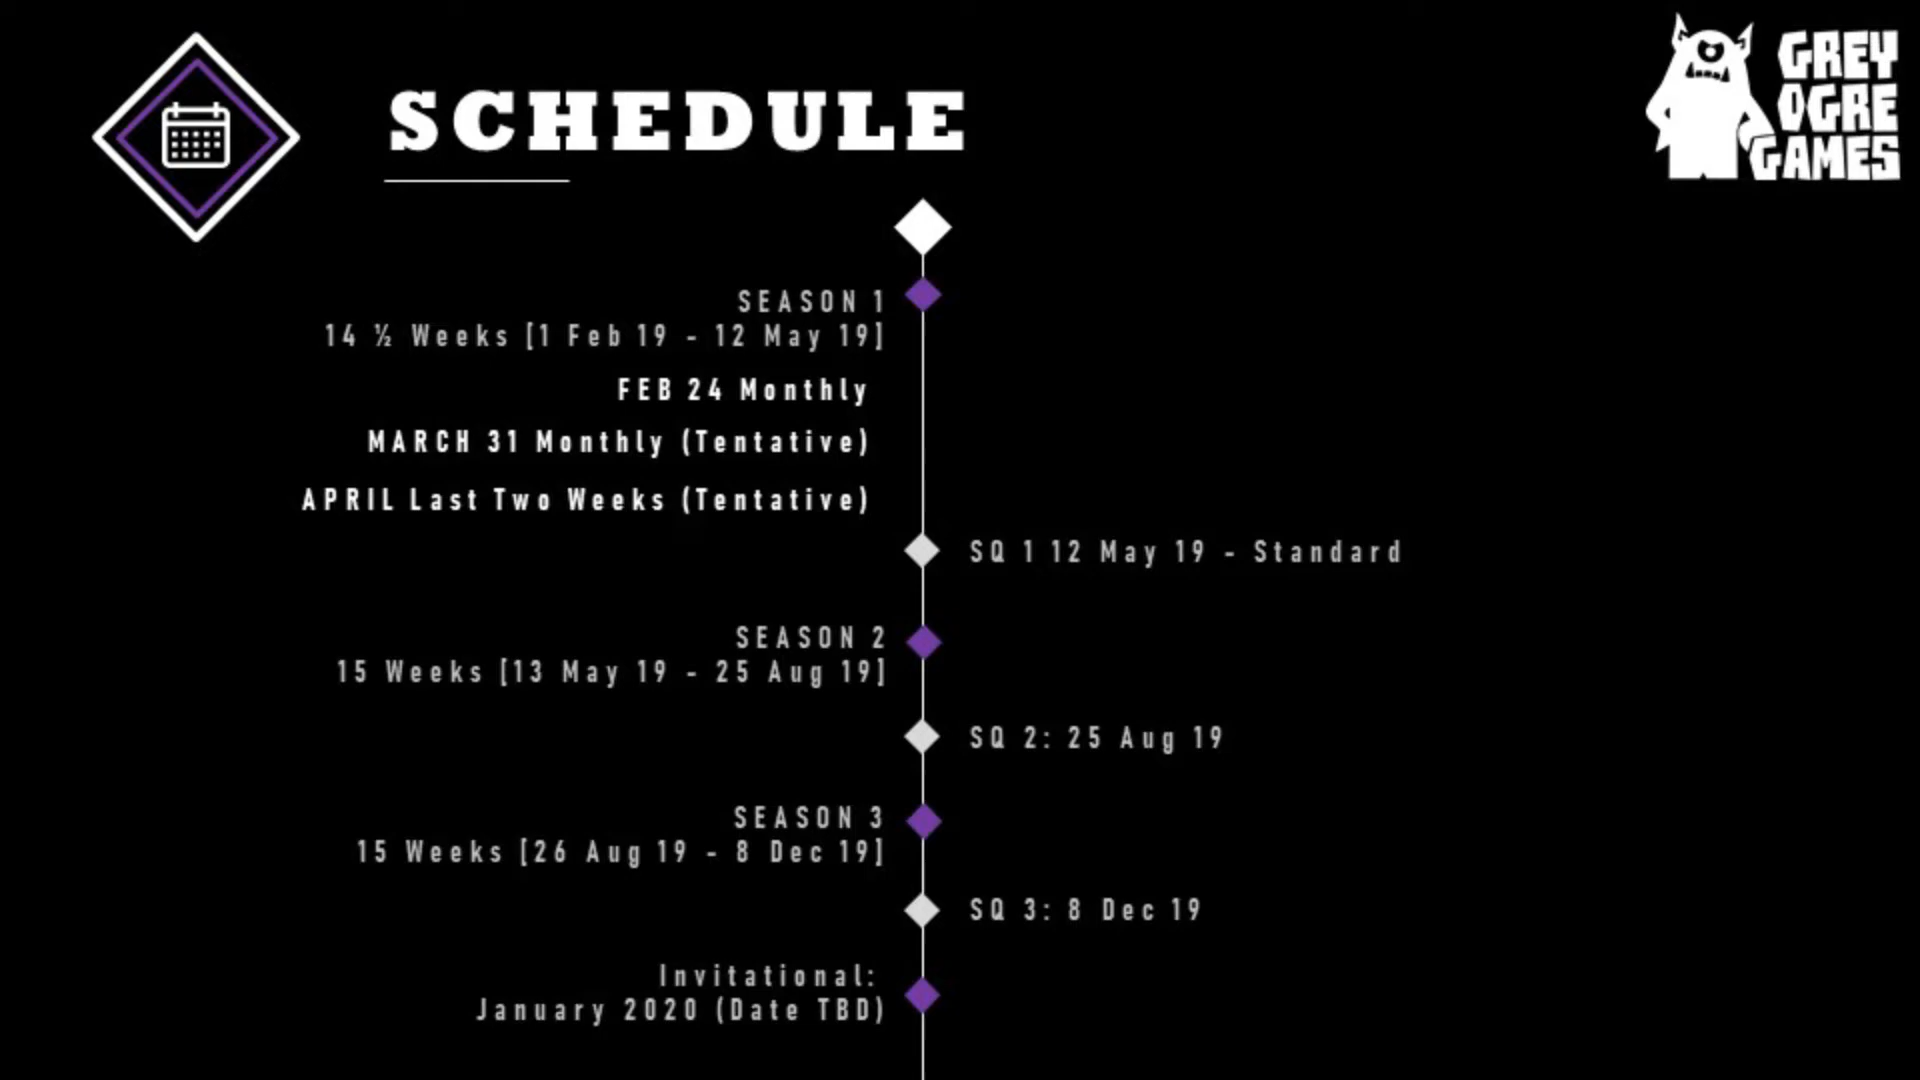 SCHEDULE
GREY
OGRE
GAMES
SEASON 1
14 ½ Weeks [1 Feb 19 - 12 May 19]
FEB 24 Monthly
MARCH 31 Monthly (Tentative)
APRIL Last Two Weeks (Tentative)
SQ 1 12 May 19 - Standard
SEASON 2
15 Weeks [13 May 19 - 25 Aug 19]
SQ 2: 25 Aug 19
SEASON 3
15 Weeks [26 Aug 19 - 8 Dec 19]
SQ 3: 8 Dec 19
Invitational:
January 2020 (Date TBD)